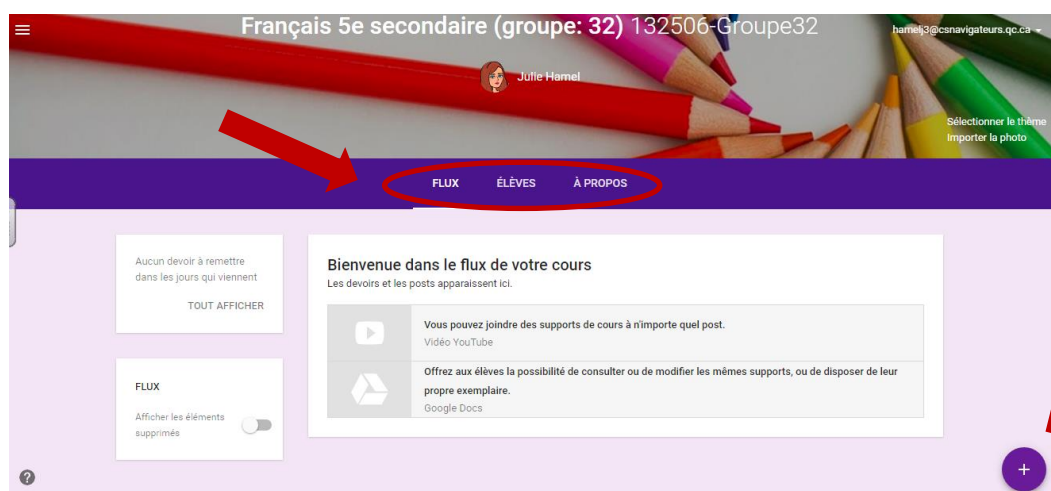 Français 5e secondaire (groupe: 32) 132506-Groupe32
hamelj3@csnavigateurs.qc.ca
Julie Hamel
Sélectionner le thème
Importer la photo
FLUX ÉLÈVES À PROPOS
Aucun devoir à remettre
dans les jours qui viennent
TOUT AFFICHER
Bienvenue dans le flux de votre cours
Les devoirs et les posts apparaissent ici.
Vous pouvez joindre des supports de cours à n'importe quel post.
Vidéo YouTube
Offrez aux élèves la possibilité de consulter ou de modifier les mêmes supports, ou de disposer de leur
propre exemplaire.
Google Docs
FLUX
Afficher les éléments
supprimés
?
+